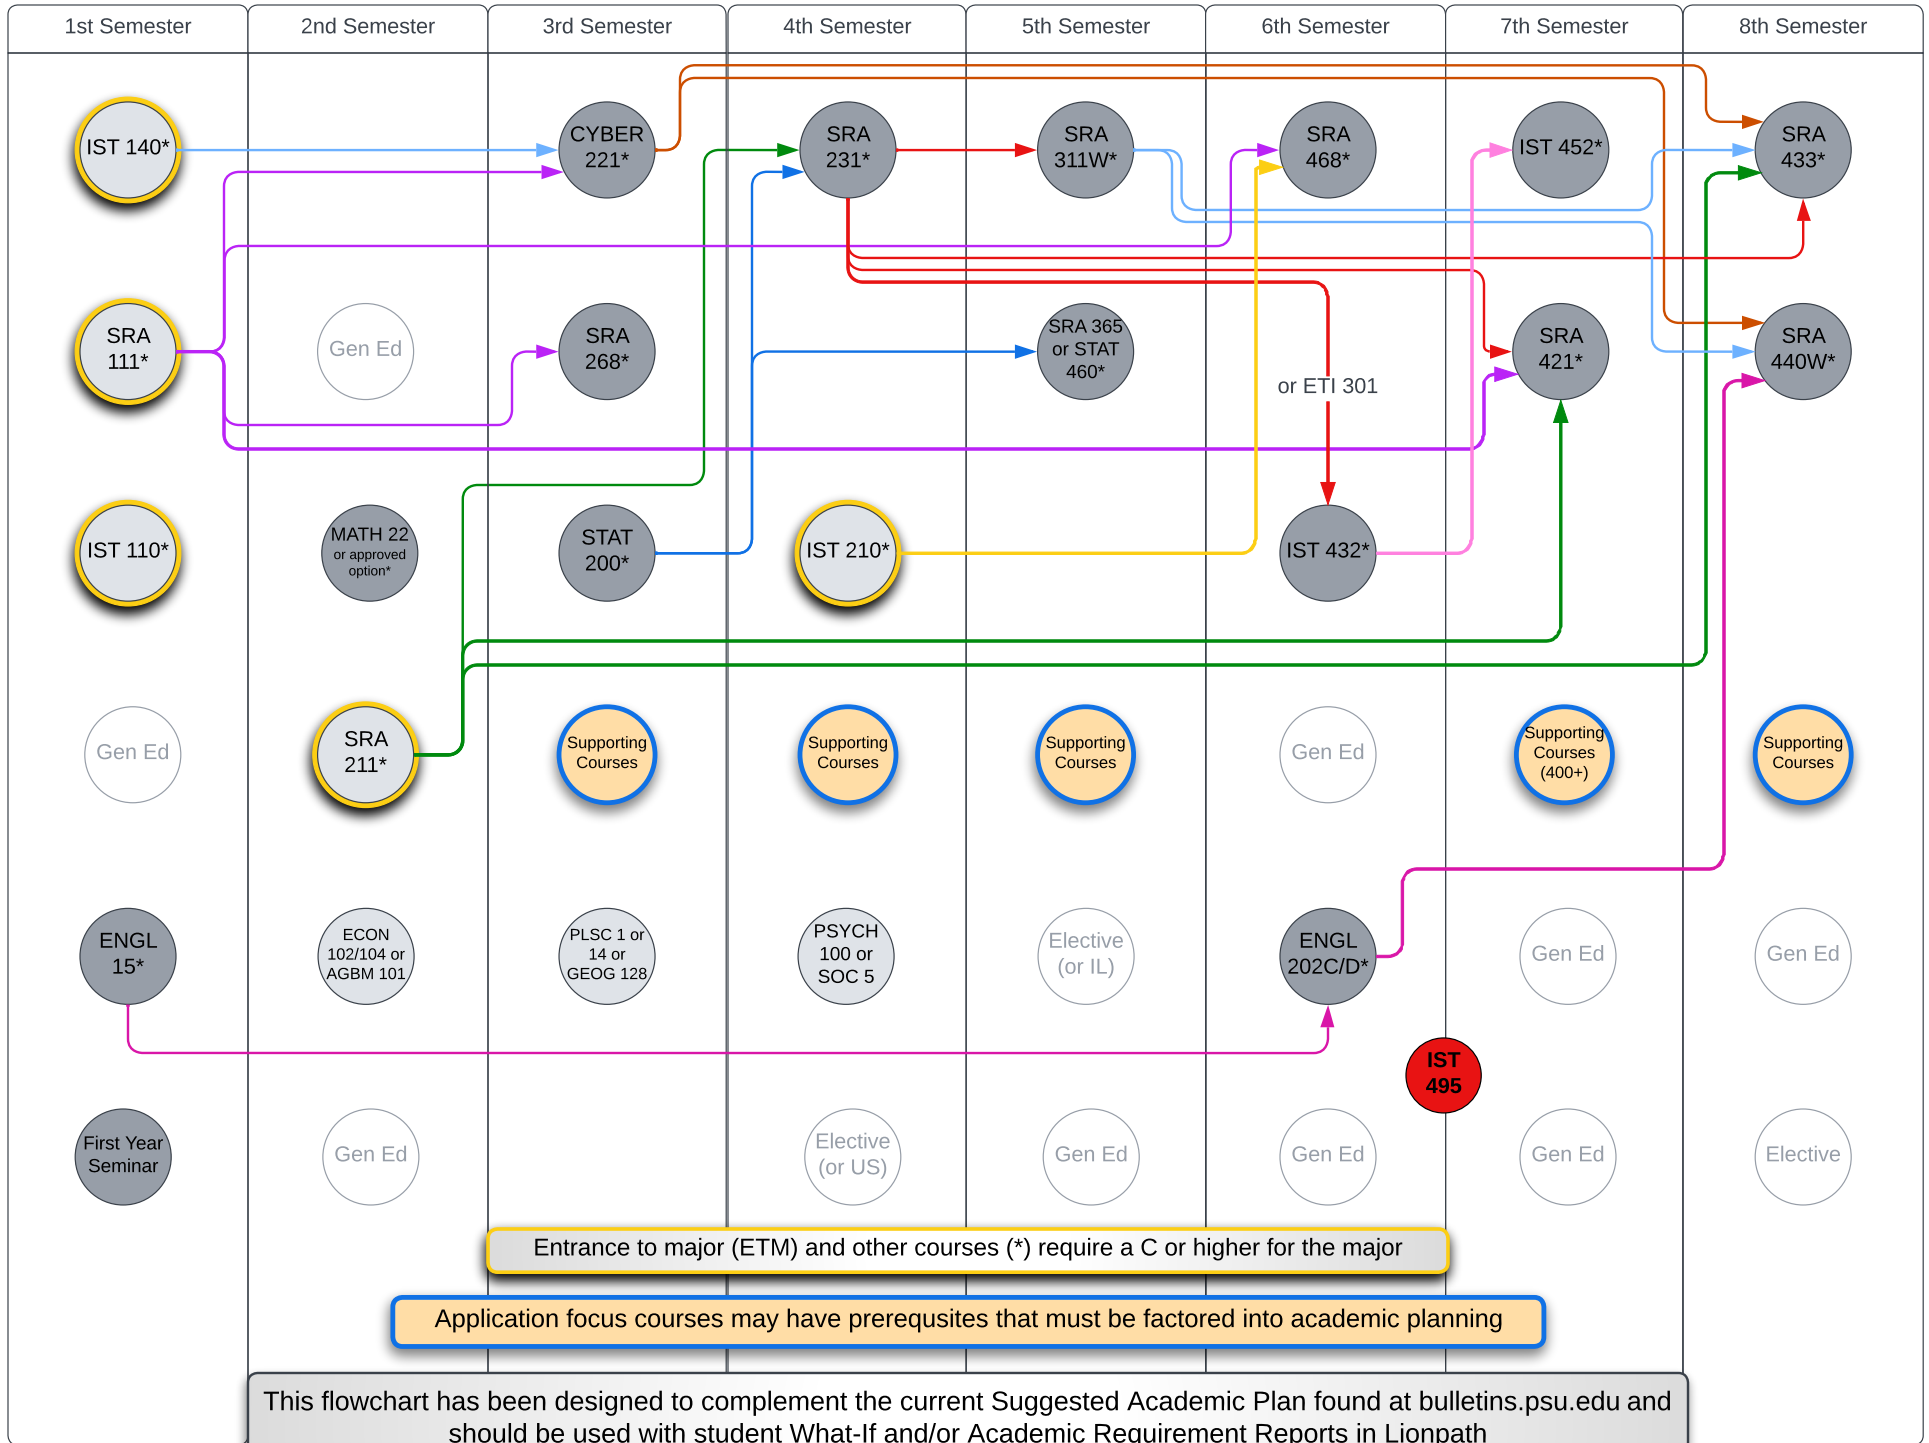 1st Semester
2nd Semester
3rd Semester
4th Semester
5th Semester
6th Semester
7th Semester
8th Semester
IST 140*
CYBER
221*
SRA
231*
SRA
311W*
SRA
468*
IST 452*
SRA
433*
SRA
111*
Gen Ed
SRA
268*
SRA 365
or STAT
460*
or ETI 301
SRA
421*
SRA
440W*
IST 110*
MATH 22
or approved
option*
STAT
200*
IST 210*
IST 432*
Gen Ed
SRA
211*
Supporting
Courses
Supporting
Courses
Supporting
Courses
Gen Ed
Supporting
Courses
(400+)
Supporting
Courses
ENGL
15*
ECON
102/104 or
AGBM 101
PLSC 1 or
14 or
GEOG 128
PSYCH
100 or
SOC 5
Elective
(or IL)
ENGL
202C/D*
Gen Ed
Gen Ed
IST
495
First Year
Seminar
Gen Ed
Elective
(or US)
Gen Ed
Gen Ed
Gen Ed
Elective
Entrance to major (ETM) and other courses (*) require a C or higher for the major
Application focus courses may have prerequsites that must be factored into academic planning
This flowchart has been designed to complement the current Suggested Academic Plan found at bulletins.psu.edu and
should be used with student What-If and/or Academic Requirement Reports in Lionpath